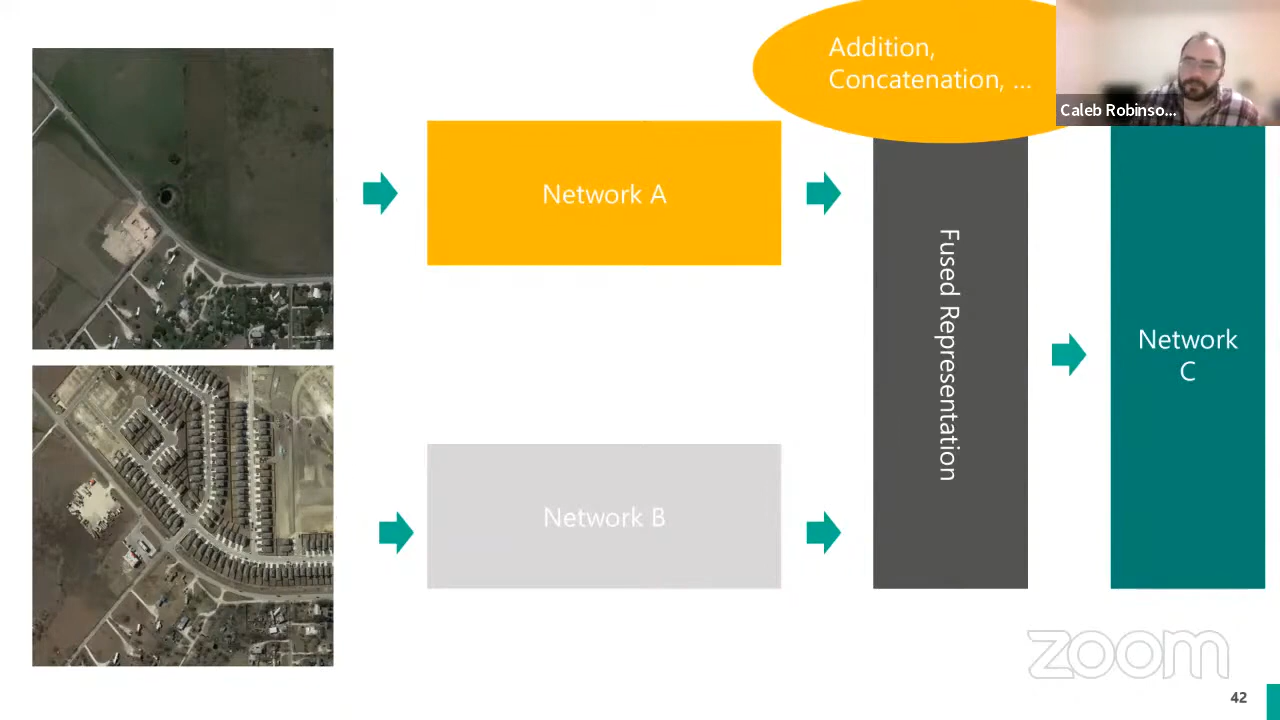 Addition,
Concatenation, ...
Caleb Robinso...
Network A
Fused Representation
Network
C
Network B
zoom
42